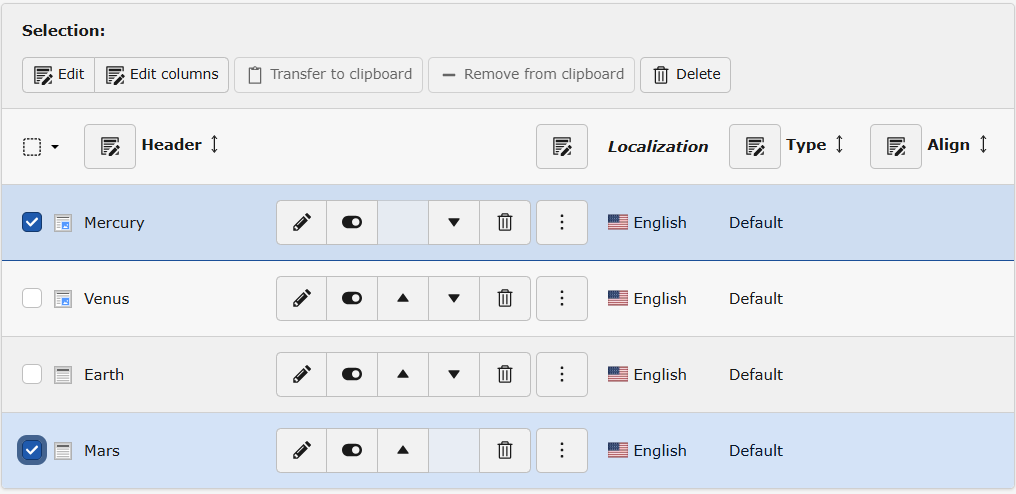 Selection:
Edit Edit columns Transfer to clipboard Remove from clipboard Delete
Header Localization Type Align
Mercury English Default
Venus English Default
Earth English Default
Mars English Default